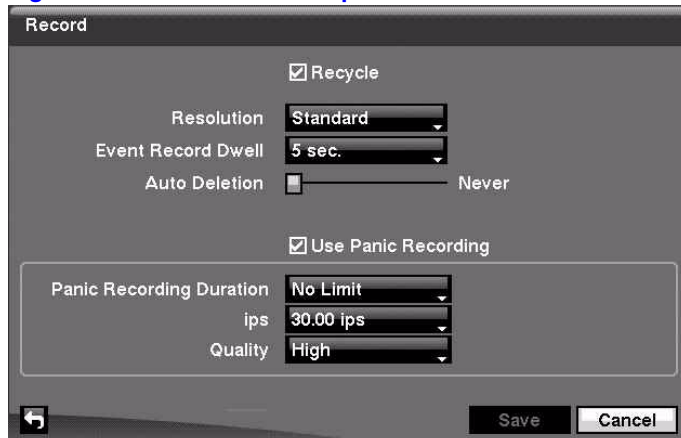 Record
Recycle
Resolution Standard
Event Record Dwell 5 sec.
Auto Deletion Never
Use Panic Recording
Panic Recording Duration No Limit
ips 30.00 ips
Quality High
Save Cancel